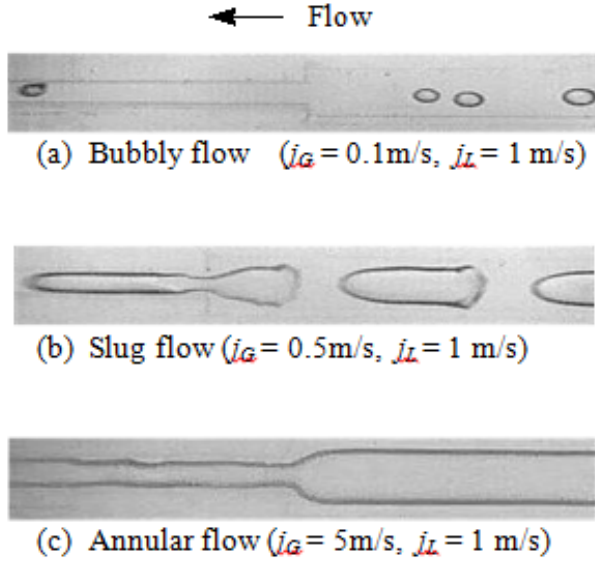 Flow
(a) Bubbly flow (jG = 0.1m/s, jL = 1 m/s)
(b) Slug flow (jG = 0.5m/s, jL = 1 m/s)
(c) Annular flow (jG = 5m/s, jL = 1 m/s)